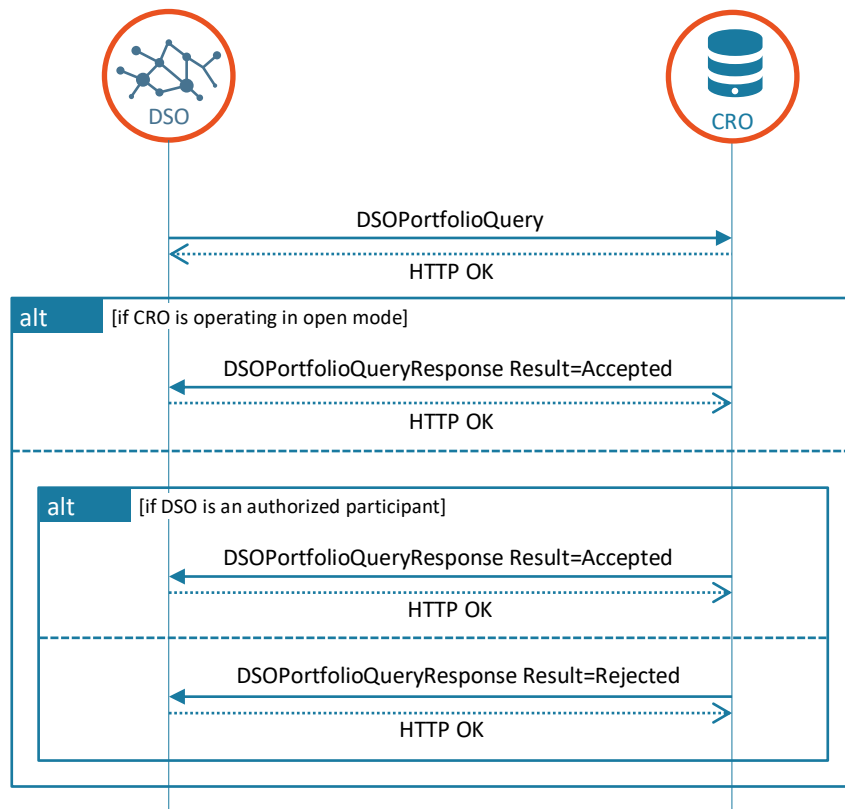 DSO
CRO
DSOPortfolioQuery
HTTP OK
alt [if CRO is operating in open mode]
DSOPortfolioQueryResponse Result=Accepted
HTTP OK
alt [if DSO is an authorized participant]
DSOPortfolioQueryResponse Result=Accepted
HTTP OK
DSOPortfolioQueryResponse Result=Rejected
HTTP OK